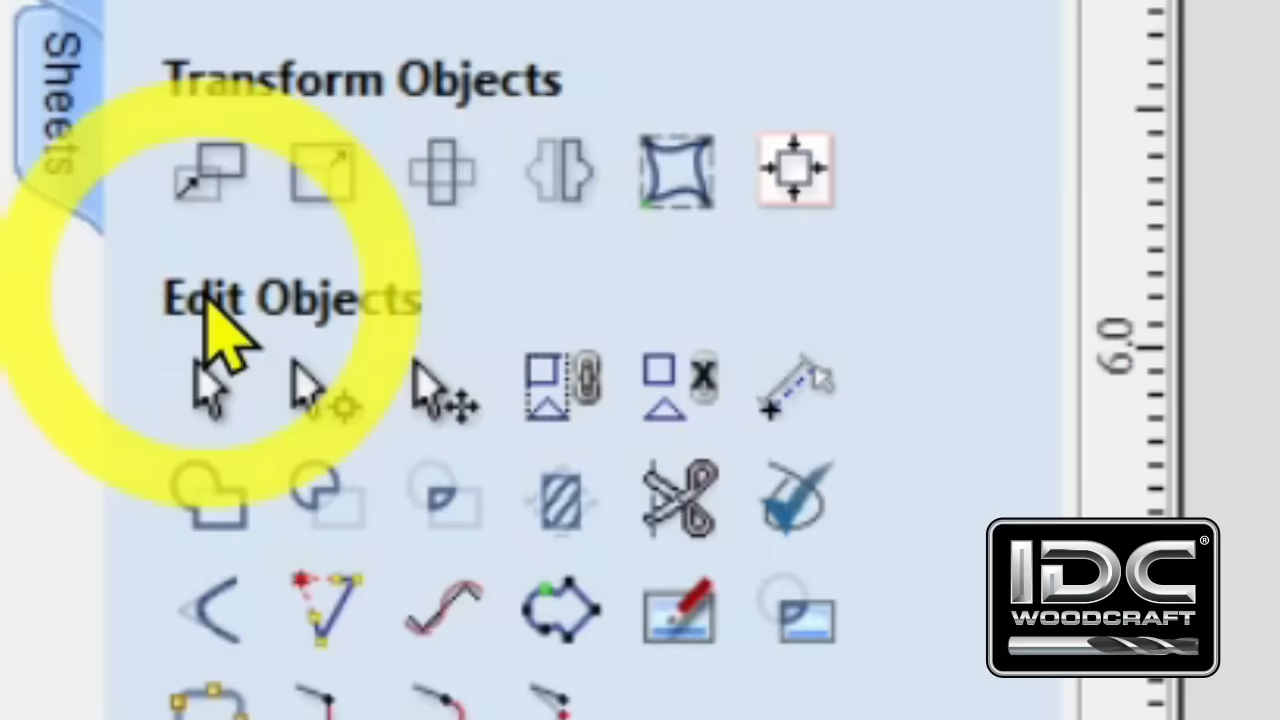 Sheets
Transform Objects
Edit Objects
6.0
IDC®
WOODCRAFT